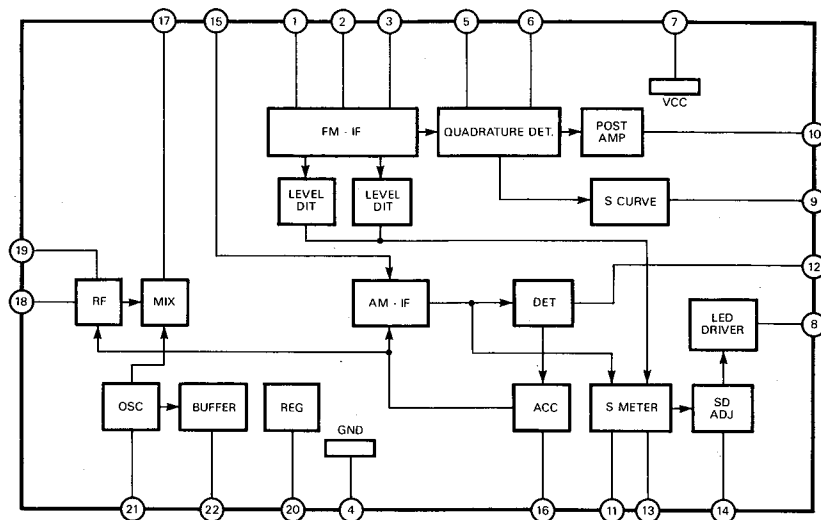 17 15 1 2 3 5 6 7
VCC
FM - IF
QUADRATURE DET.
POST
AMP
10
LEVEL
DIT
LEVEL
DIT
S CURVE
9
19
18
RF
MIX
AM - IF
DET
12
LED
DRIVER
8
OSC
BUFFER
REG
GND
ACC
S METER
SD
ADJ
21 22 20 4 16 11 13 14